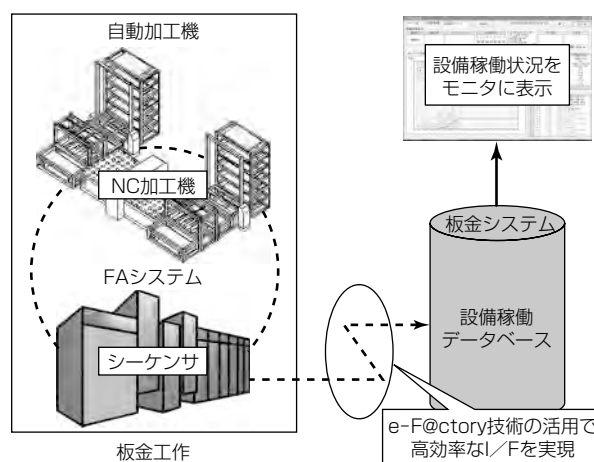 自動加工機
NC加工機
FAシステム
シーケンサ
板金工作
設備稼働状況を
モニタに表示
板金システム
設備稼働
データベース
e-F@ctory技術の活用で
高効率なI／Fを実現